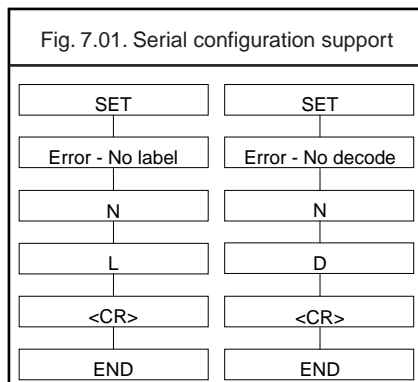 Fig. 7.01. Serial configuration support
SET
Error - No label
N
L
<CR>
END
SET
Error - No decode
N
D
<CR>
END